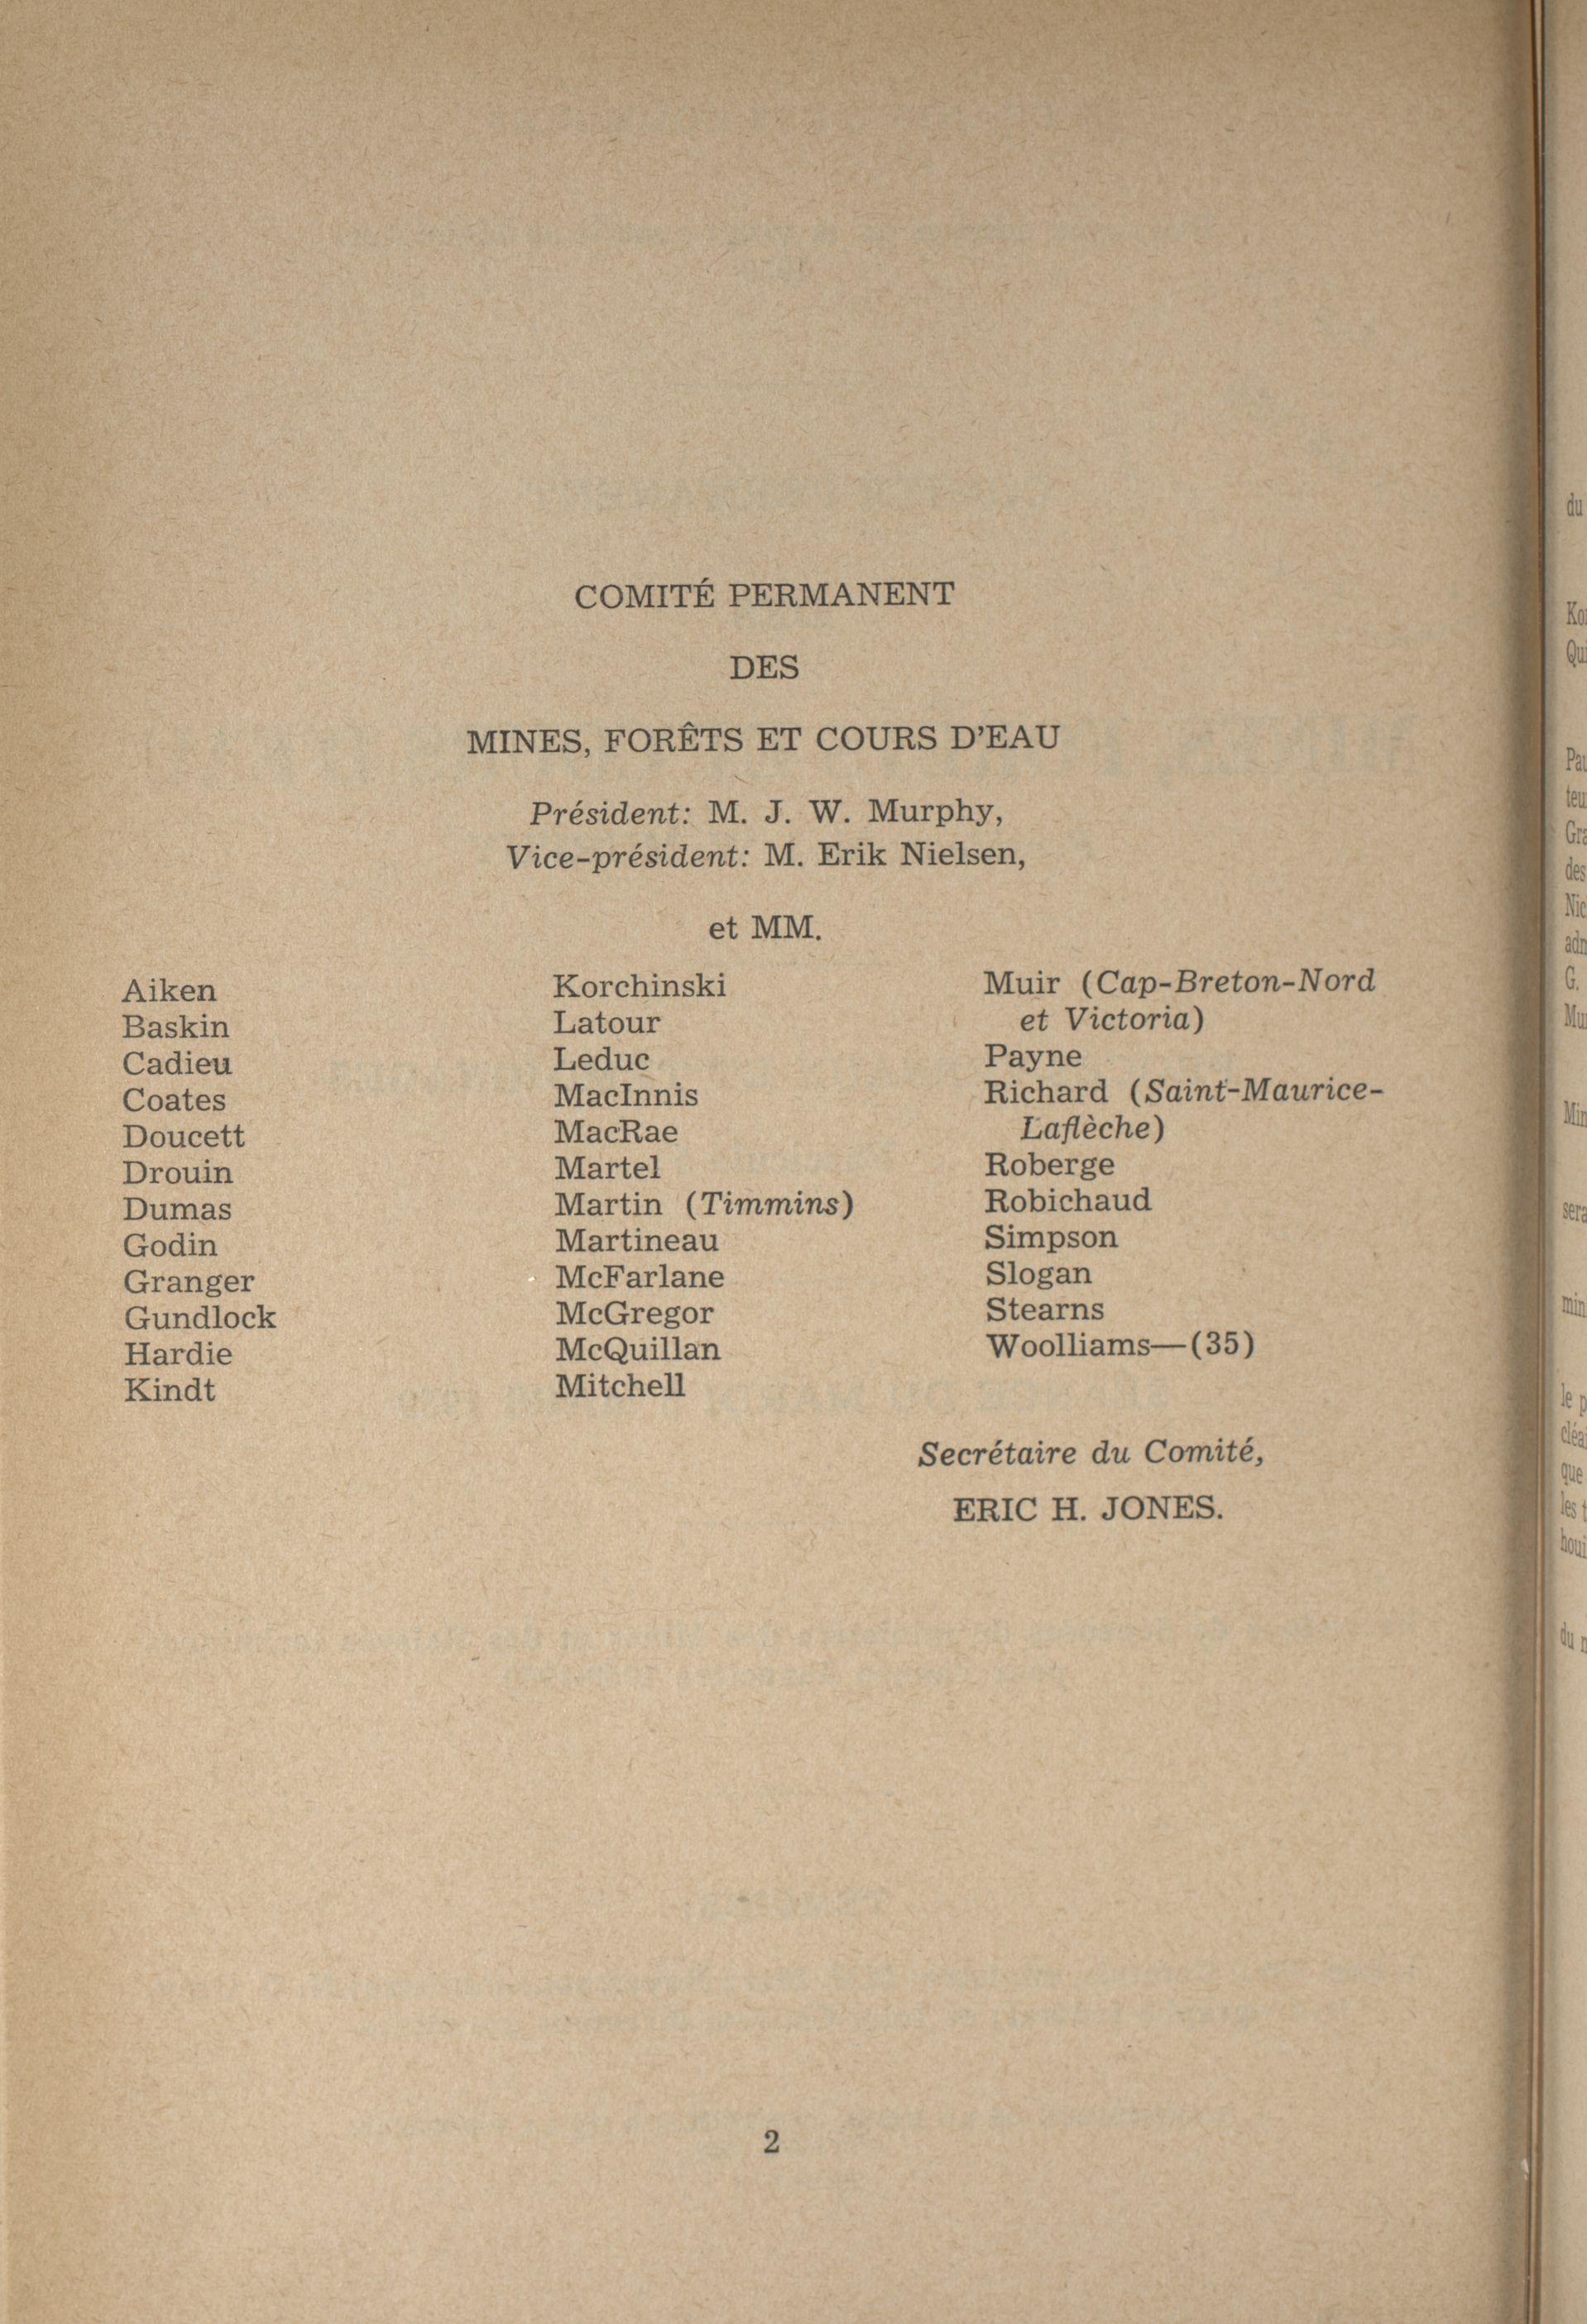 COMITÉ PERMANENT
DES
MINES, FORÊTS ET COURS D'EAU
Président: M. J. W. Murphy,
Vice-président: M. Erik Nielsen,
et MM.
Aiken
Baskin
Cadieu
Coates
Doucett
Drouin
Dumas
Godin
Granger
Gundlock
Hardie
Kindt
Korchinski
Latour
Leduc
MacInnis
MacRae
Martel
Martin (Timmins)
Martineau
McFarlane
McGregor
McQuillan
Mitchell
Muir (Cap-Breton-Nord
et Victoria)
Payne
Richard (Saint-Maurice-
Laflèche)
Roberge
Robichaud
Simpson
Slogan
Stearns
Woolliams—(35)
Secrétaire du Comité,
ERIC H. JONES.
2